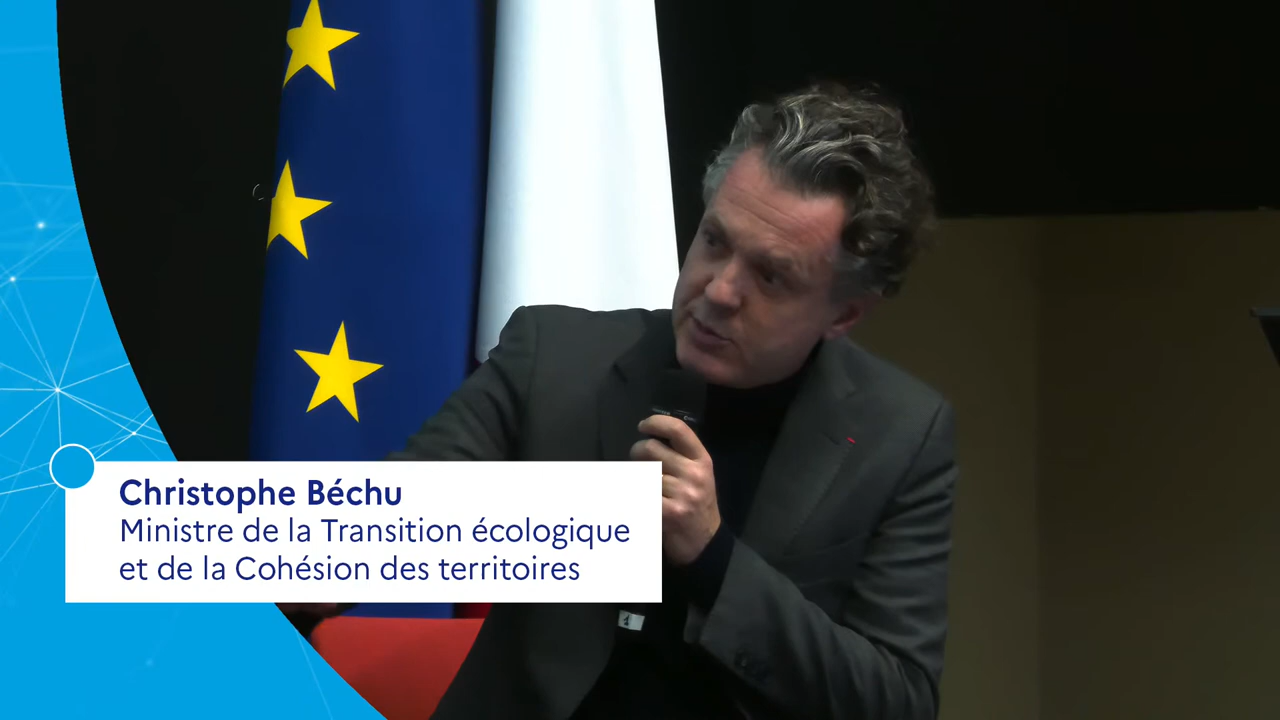 Christophe Béchu
Ministre de la Transition écologique
et de la Cohésion des territoires